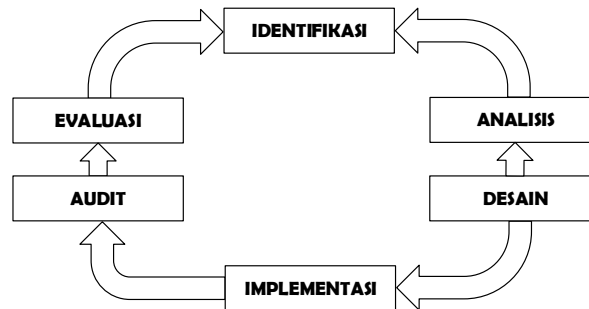 IDENTIFIKASI
EVALUASI
ANALISIS
AUDIT
DESAIN
IMPLEMENTASI